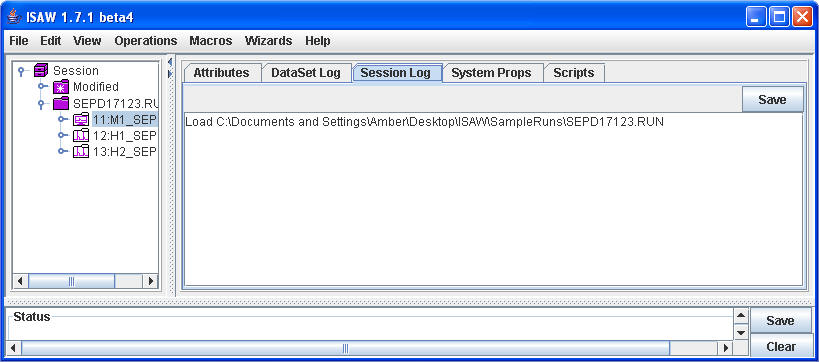 ISAW 1.7.1 beta4
File Edit View Operations Macros Wizards Help
Session
Modified
SEPD17123.RU
11:M1_SEP
12:H1_SEP
13:H2_SEP
Attributes DataSet Log Session Log System Props Scripts
Save
Load C:\Documents and Settings\Amber\Desktop\ISAW\SampleRuns\SEPD17123.RUN
Status
Save
Clear